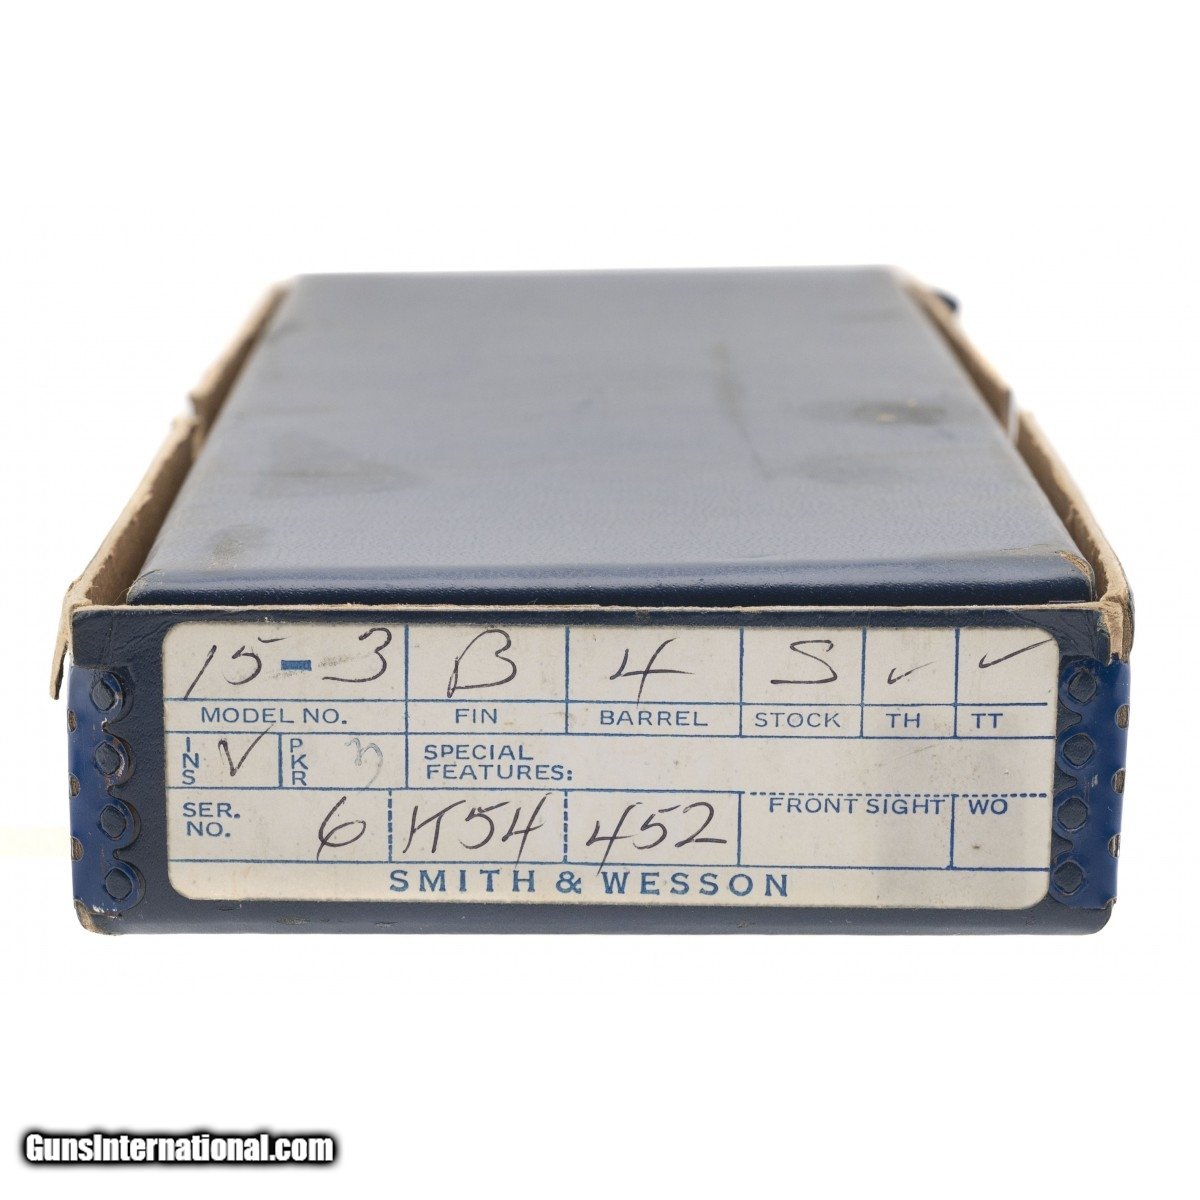 15-3 B 4 S ✓ ✓
MODEL NO. FIN BARREL STOCK TH TT
INS ✓ PKR SPECIAL
FEATURES:
SER.
NO. 6 K54 452 FRONT SIGHT WO
SMITH & WESSON
GunsInternational.com